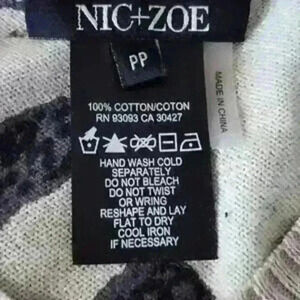 NIC+ZOE
PP
100% COTTON/COTON
RN 93093 CA 30427
HAND WASH COLD
SEPARATELY
DO NOT BLEACH
DO NOT TWIST
OR WRING
RESHAPE AND LAY
FLAT TO DRY
COOL IRON
IF NECESSARY
MADE IN CHINA